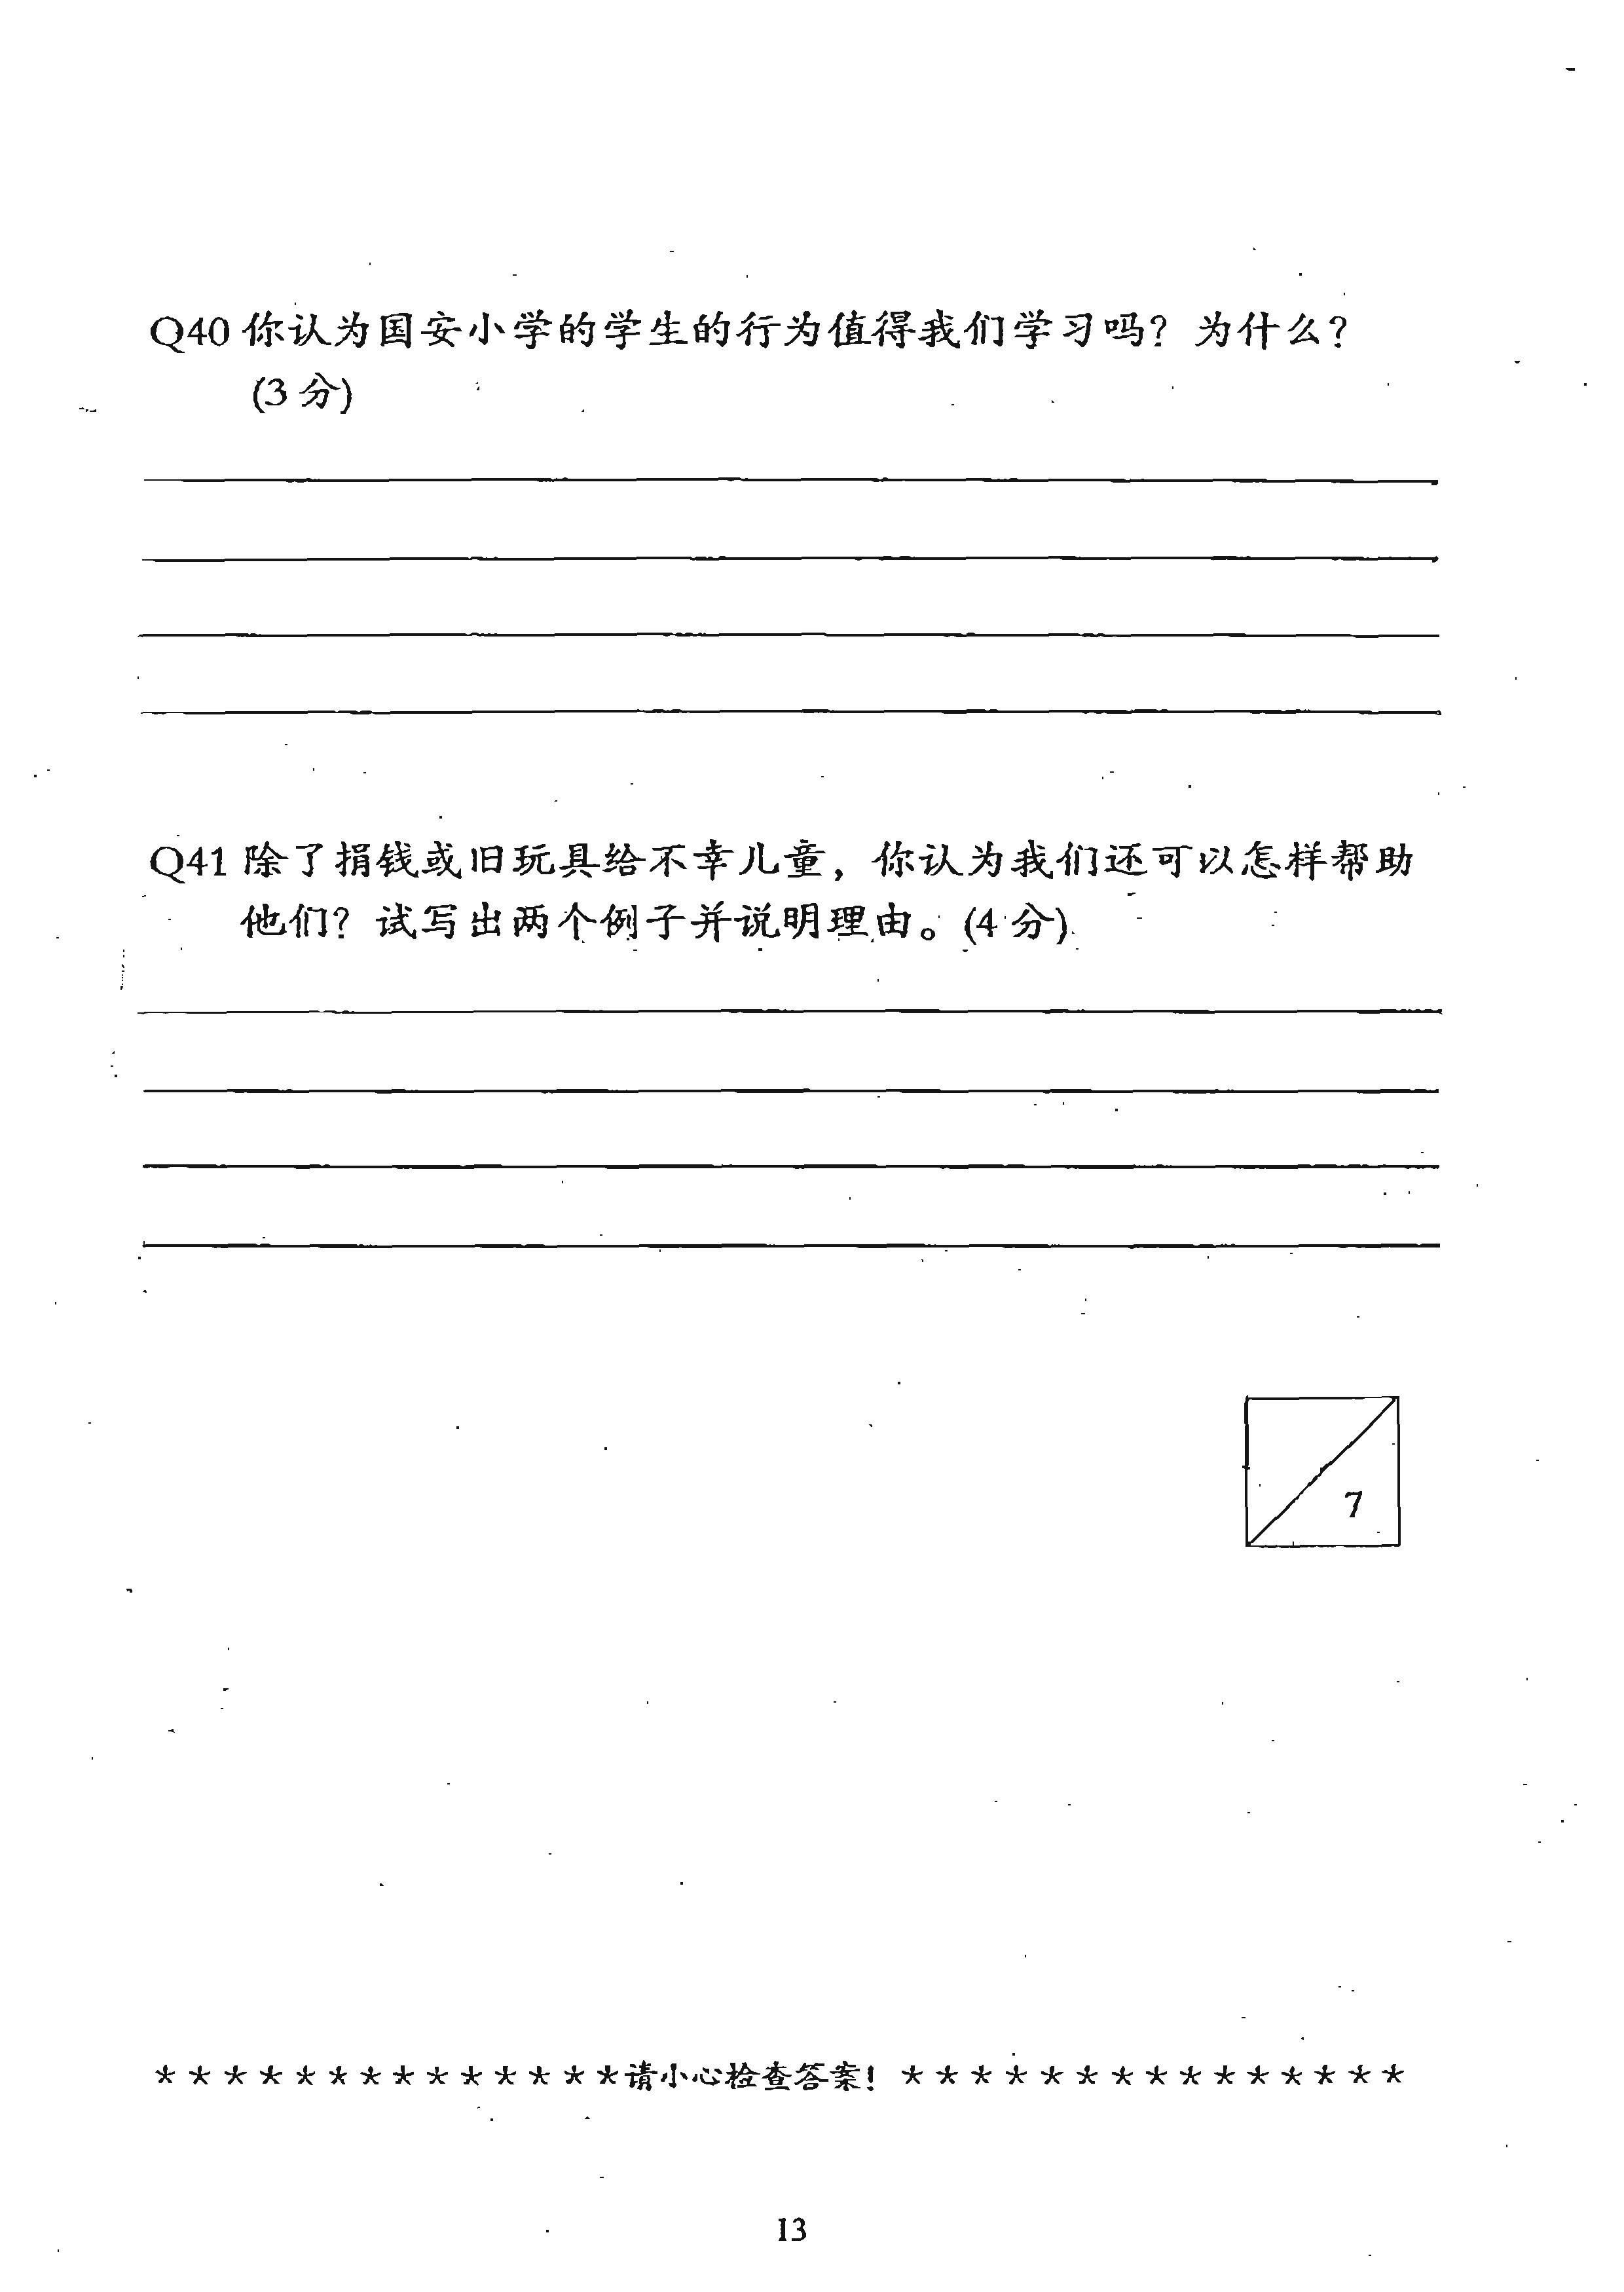 Q40 你认为国安小学的学生的行为值得我们学习吗？为什么？
(3 分)
Q41 除了捐钱或旧玩具给不幸儿童，你认为我们还可以怎样帮助
他们？试写出两个例子并说明理由。(4 分)
7
* * * * * * * * * * * * * *请小心检查答案! * * * * * * * * * * * * * * *
13